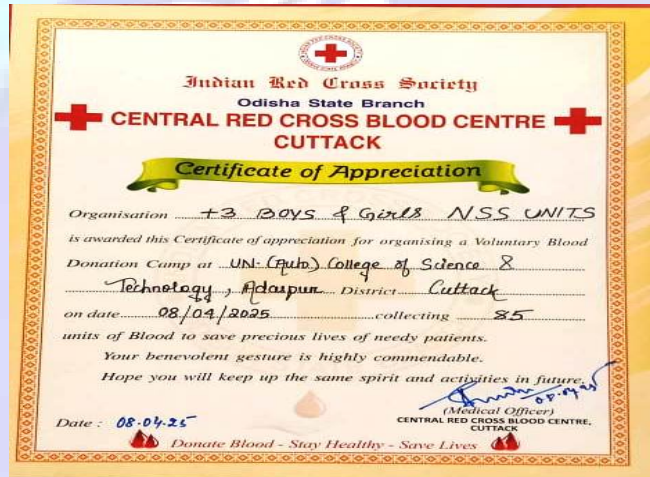 Indian Red Cross Society
Odisha State Branch
CENTRAL RED CROSS BLOOD CENTRE
CUTTACK
Certificate of Appreciation
Organisation +3 BOYS & Girls NSS UNITS
is awarded this Certificate of appreciation for organising a Voluntary Blood
Donation Camp at UN. (Auto) College of Science &
Technology, Adaspur District Cuttack
on date 08/04/2025 collecting 85
units of Blood to save precious lives of needy patients.
Your benevolent gesture is highly commendable.
Hope you will keep up the same spirit and activities in future.
08.04.25
(Medical Officer)
Date : 08.04.25
CENTRAL RED CROSS BLOOD CENTRE,
CUTTACK
Donate Blood - Stay Healthy - Save Lives